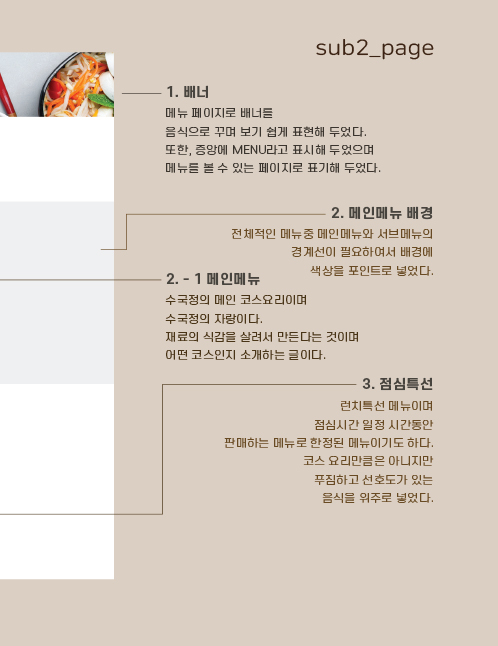 sub2_page
1. 배너
메뉴 페이지로 배너를
음식으로 꾸며 보기 쉽게 표현해 두었다.
또한, 중앙에 MENU라고 표시해 두었으며
메뉴를 볼 수 있는 페이지로 표기해 두었다.
2. 메인메뉴 배경
전체적인 메뉴중 메인메뉴와 서브메뉴의
경계선이 필요하여서 배경에
색상을 포인트로 넣었다.
2. - 1 메인메뉴
수국정의 메인 코스요리이며
수국정의 자랑이다.
재료의 식감을 살려서 만든다는 것이며
어떤 코스인지 소개하는 글이다.
3. 점심특선
런치특선 메뉴이며
점심시간 일정 시간동안
판매하는 메뉴로 한정된 메뉴이기도 하다.
코스 요리만큼은 아니지만
푸짐하고 선호도가 있는
음식을 위주로 넣었다.